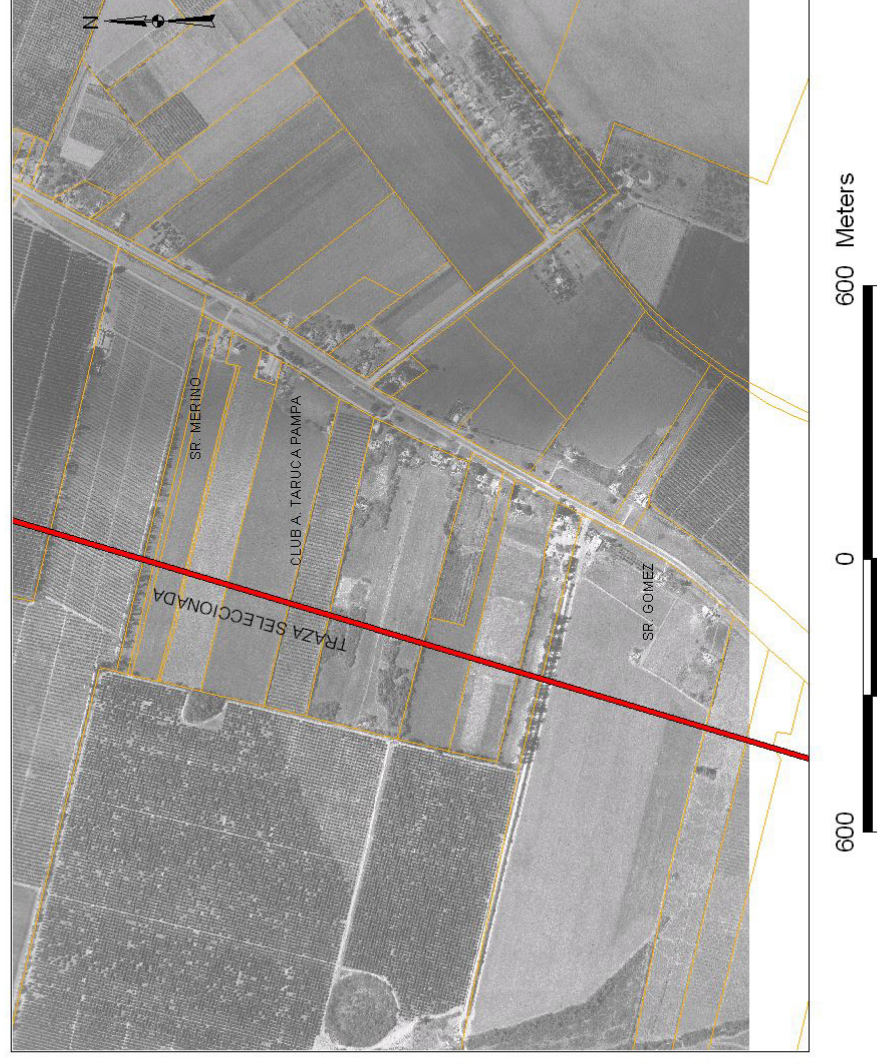 N
SR. MERINO
CLUB A. TARUCA PAMPA
TRAZA SELECCIONADA
SR. GOMEZ
600 0 600 Meters